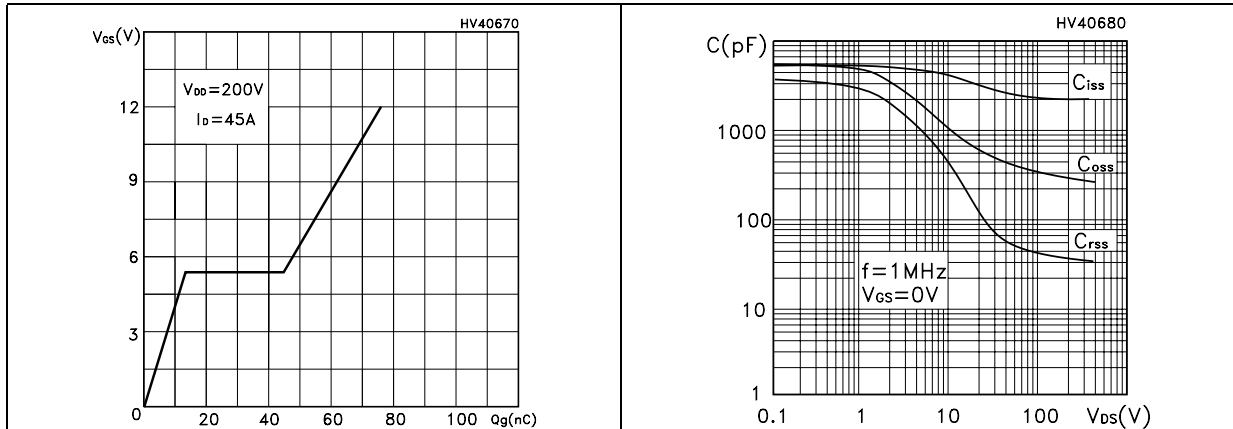 HV40670
VGS(V)
VDD=200V
ID=45A
12
9
6
3
0
20 40 60 80 100 Qg(nC)
HV40680
C(pF)
Ciss
1000
Coss
100
Crss
f=1MHz
VGS=0V
10
1
0.1 1 10 100 VDS(V)